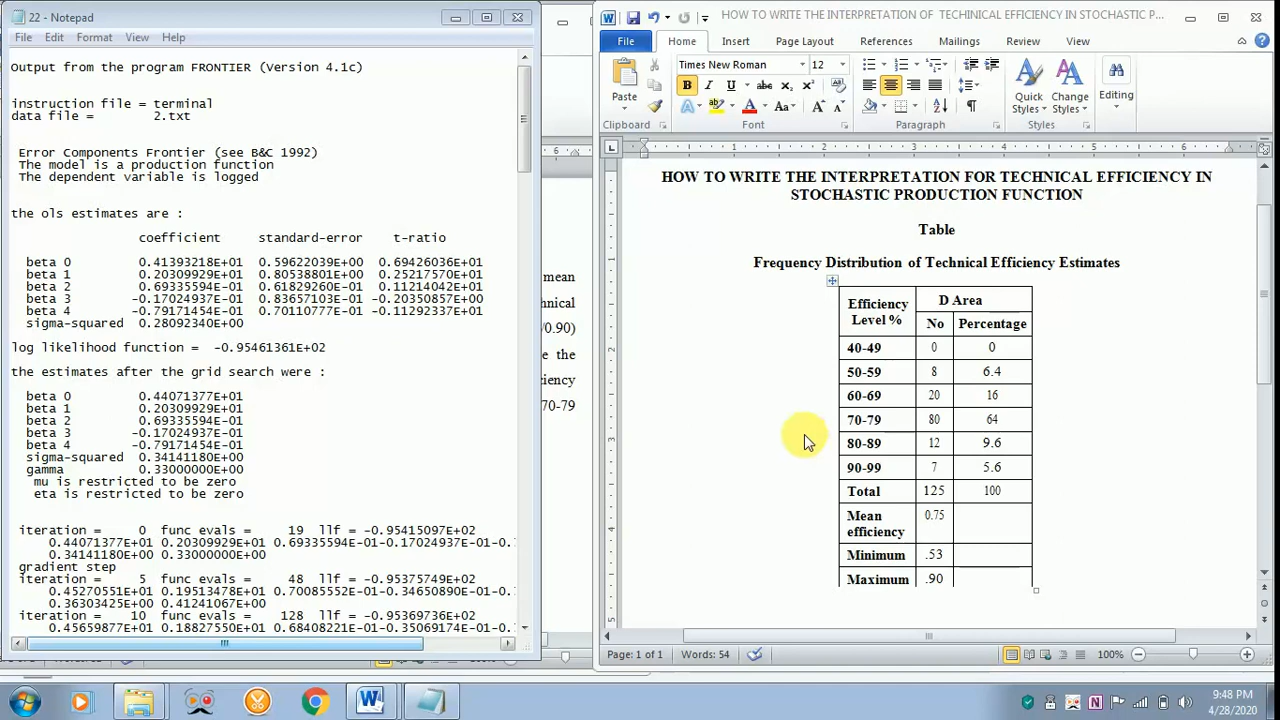 22 - Notepad
File Edit Format View Help
Output from the program FRONTIER (Version 4.1c)
instruction file = terminal
data file = 2.txt
Error Components Frontier (see B&C 1992)
The model is a production function
The dependent variable is logged
the ols estimates are :
coefficient standard-error t-ratio
beta 0 0.41393218E+01 0.59622039E+00 0.69426036E+01
beta 1 0.20309929E+01 0.80538801E+00 0.25217570E+01
beta 2 0.69335594E-01 0.61829260E-01 0.11214042E+01
beta 3 -0.17024937E-01 0.83657103E-01 -0.20350857E+00
beta 4 -0.79171454E-01 0.70110777E-01 -0.11292337E+01
sigma-squared 0.28092340E+00
log likelihood function = -0.95461361E+02
the estimates after the grid search were :
beta 0 0.44071377E+01
beta 1 0.20309929E+01
beta 2 0.69335594E-01
beta 3 -0.17024937E-01
beta 4 -0.79171454E-01
sigma-squared 0.34141180E+00
gamma 0.33000000E+00
mu is restricted to be zero
eta is restricted to be zero
iteration = 0 func evals = 19 llf = -0.95415097E+02
0.44071377E+01 0.20309929E+01 0.69335594E-01-0.17024937E-01-0.
0.34141180E+00 0.33000000E+00
gradient step
iteration = 5 func evals = 48 llf = -0.95375749E+02
0.45270551E+01 0.19513478E+01 0.70085552E-01-0.34650890E-01-0.
0.36303425E+00 0.41241067E+00
iteration = 10 func evals = 128 llf = -0.95369736E+02
0.45659877E+01 0.18827550E+01 0.68408221E-01-0.35069174E-01-0.
mean
hnical
/0.90)
e the
iciency
70-79
HOW TO WRITE THE INTERPRETATION OF TECHINICAL EFFICIENCY IN STOCHASTIC P...
File Home Insert Page Layout References Mailings Review View
Times New Roman 12
Paste
Quick Styles
Change Styles
Editing
Clipboard Font Paragraph Styles
HOW TO WRITE THE INTERPRETATION FOR TECHNICAL EFFICIENCY IN
STOCHASTIC PRODUCTION FUNCTION
Table
Frequency Distribution of Technical Efficiency Estimates
Efficiency Level % D Area
No Percentage
40-49 0 0
50-59 8 6.4
60-69 20 16
70-79 80 64
80-89 12 9.6
90-99 7 5.6
Total 125 100
Mean efficiency 0.75
Minimum .53
Maximum .90
Page: 1 of 1 Words: 54 100%
9:48 PM
4/28/2020